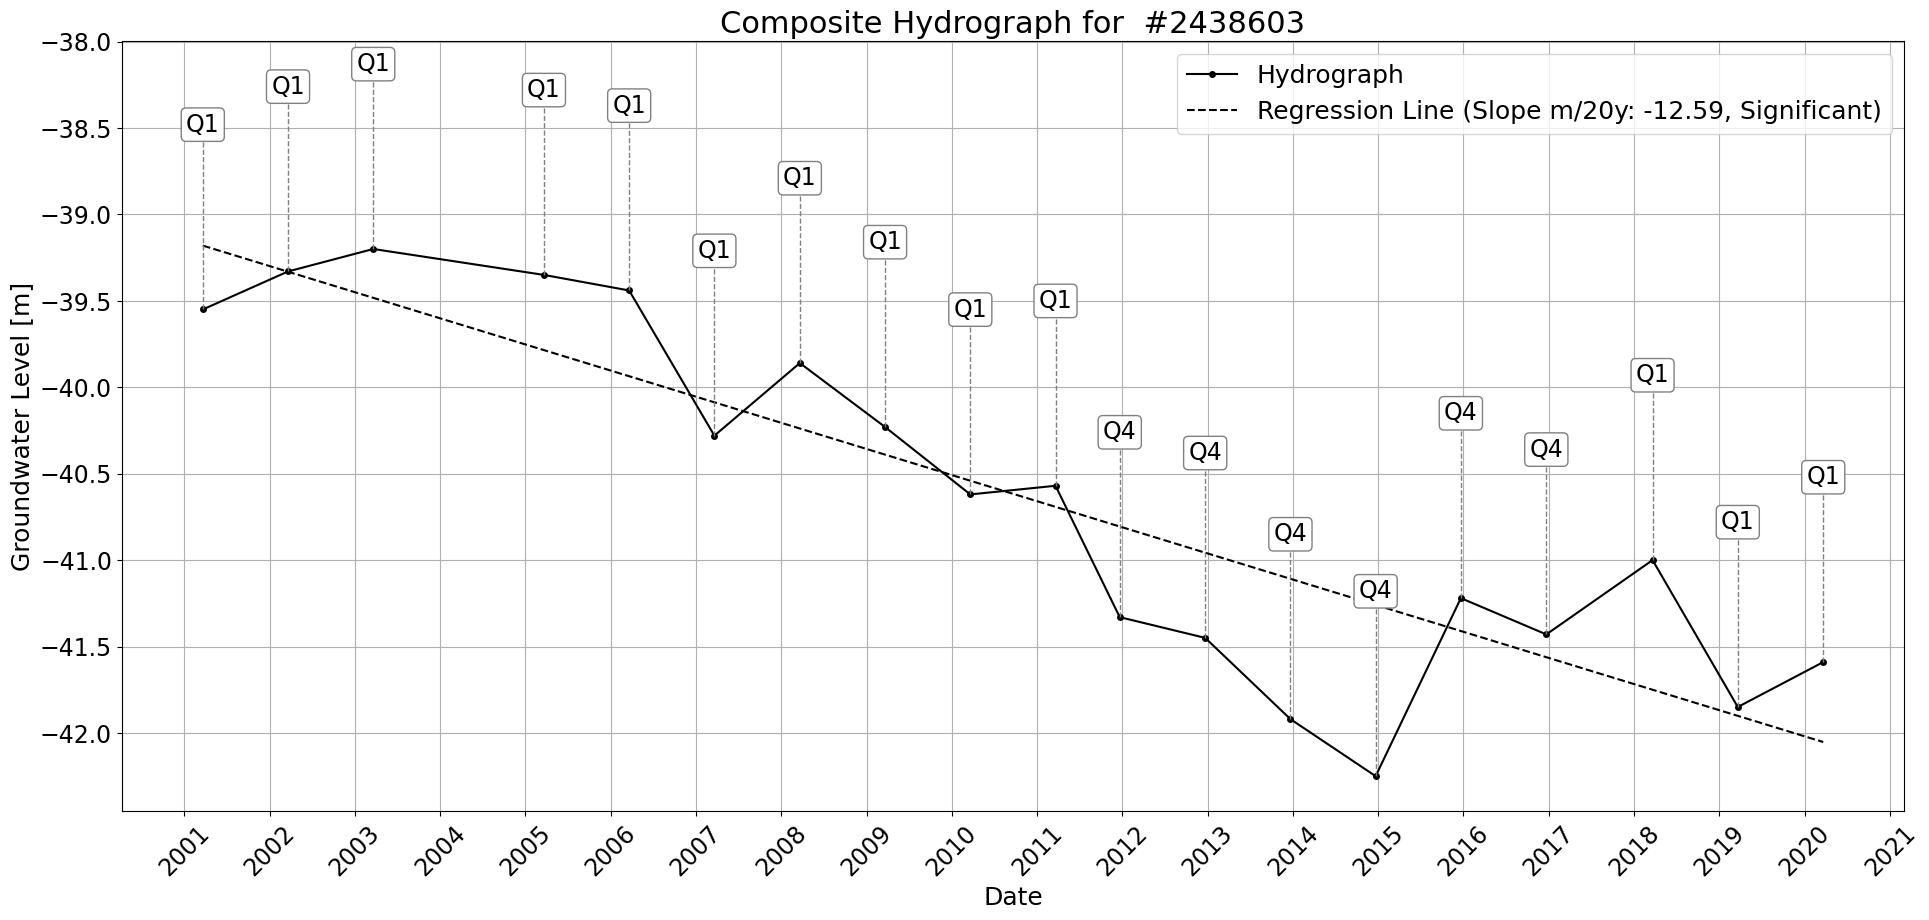 Composite Hydrograph for  #2438603
Hydrograph
Regression Line (Slope m/20y: -12.59, Significant)
Groundwater Level [m]
−38.0
−38.5
−39.0
−39.5
−40.0
−40.5
−41.0
−41.5
−42.0
Q1
Q1
Q1
Q1
Q1
Q1
Q1
Q1
Q1
Q1
Q4
Q4
Q4
Q4
Q4
Q4
Q1
Q1
Q1
2001
2002
2003
2004
2005
2006
2007
2008
2009
2010
2011
2012
2013
2014
2015
2016
2017
2018
2019
2020
2021
Date